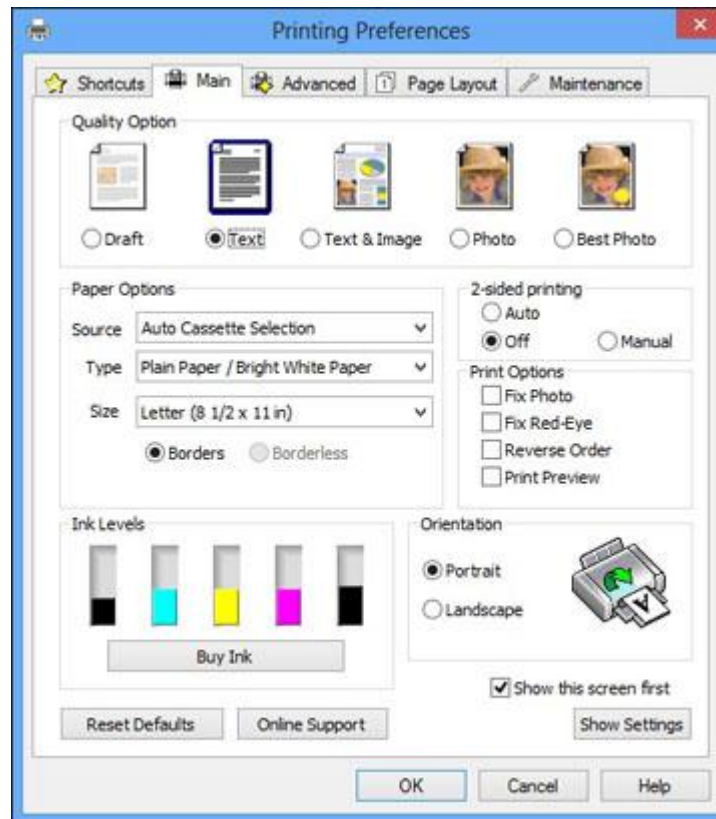 Printing Preferences
Shortcuts Main Advanced 1 Page Layout Maintenance
Quality Option
Draft Text Text & Image Photo Best Photo
Paper Options
Source Auto Cassette Selection
Type Plain Paper / Bright White Paper
Size Letter (8 1/2 x 11 in)
Borders Borderless
2-sided printing
Auto
Off Manual
Print Options
Fix Photo
Fix Red-Eye
Reverse Order
Print Preview
Ink Levels
Buy Ink
Orientation
Portrait
Landscape
A
Show this screen first
Reset Defaults Online Support Show Settings
OK Cancel Help